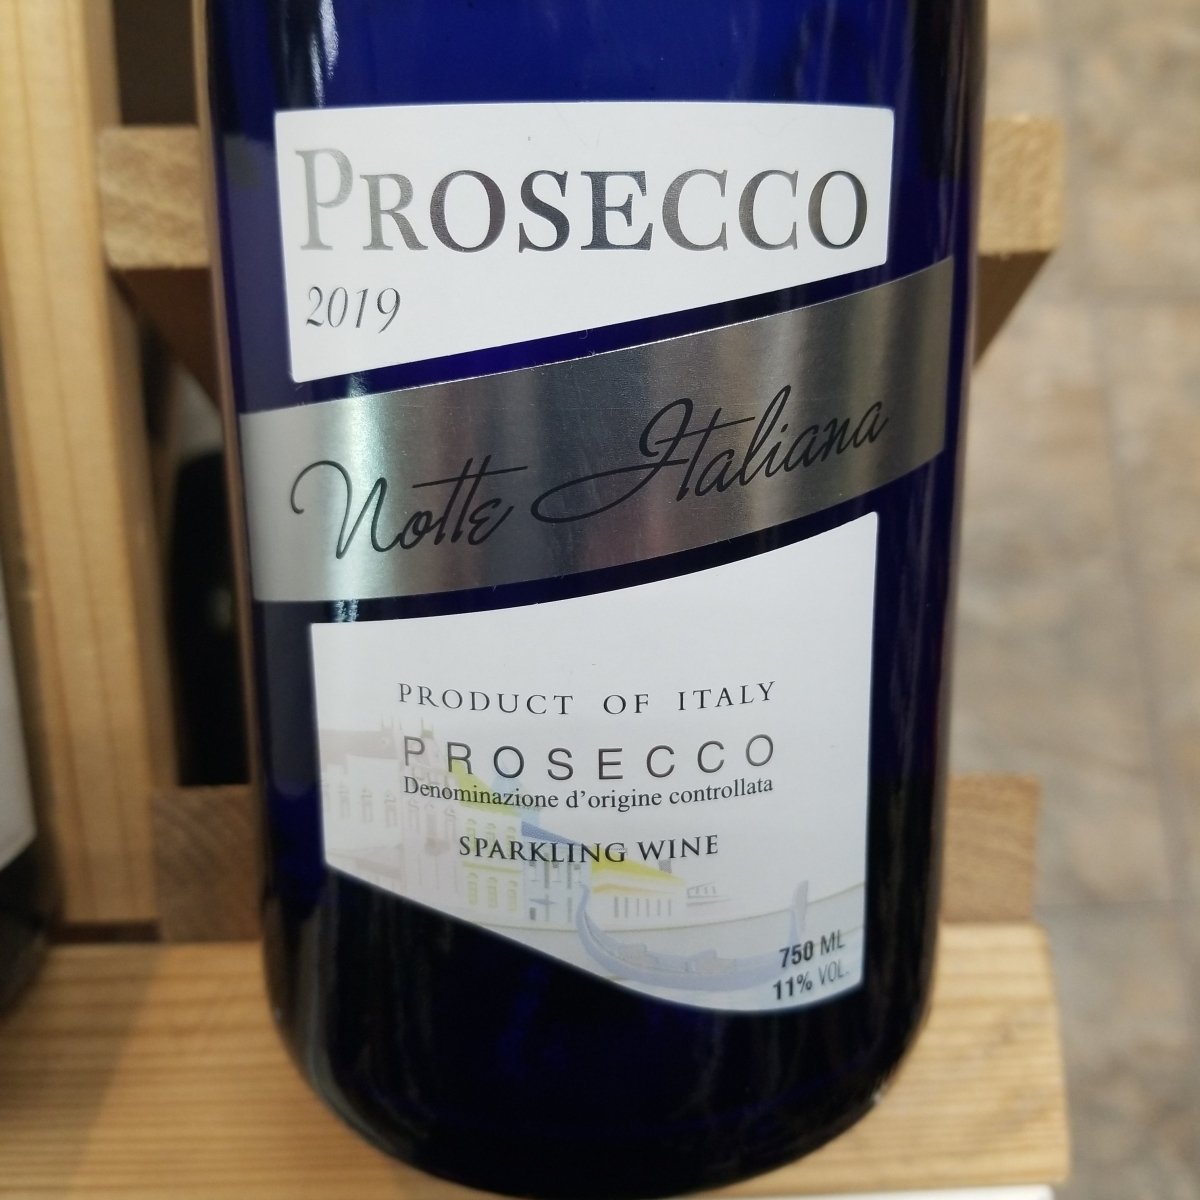 PROSECCO
2019
Notte Italiana
PRODUCT OF ITALY
PROSECCO
Denominazione d'origine controllata
SPARKLING WINE
750 ML
11% VOL.